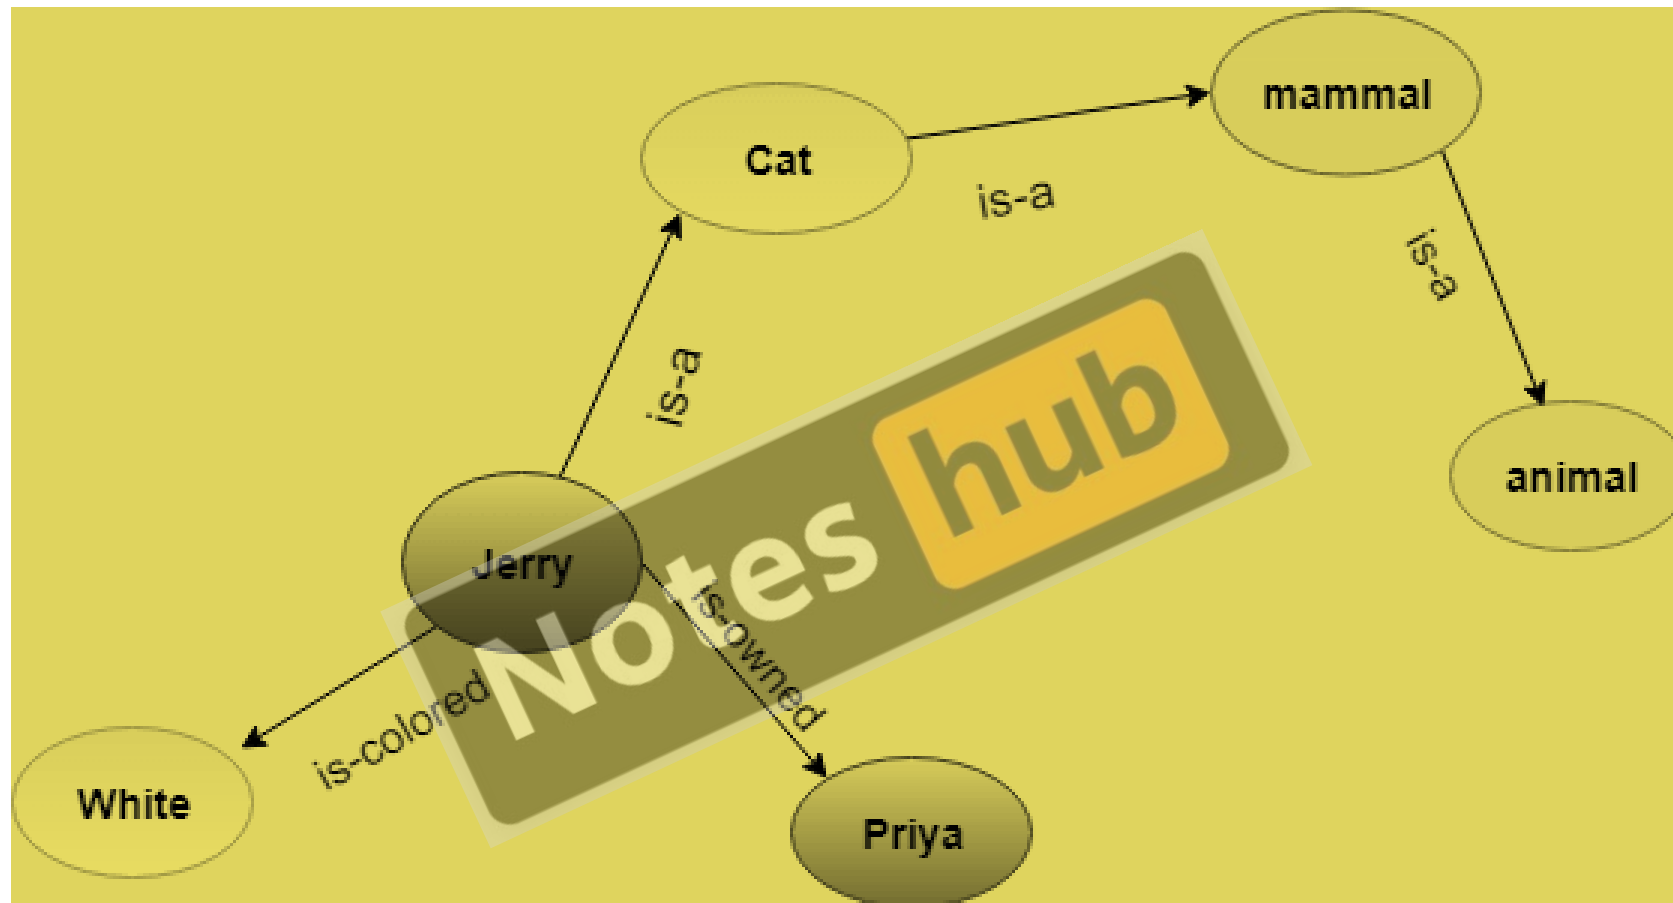 mammal
Cat
is-a
is-a
is-a
animal
Jerry
Notes hub
is-owned
is-colored
White
Priya